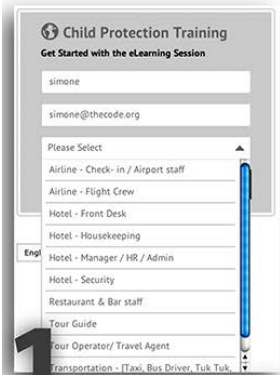 Child Protection Training
Get Started with the eLearning Session
simone
simone@thecode.org
Please Select
Airline - Check- in / Airport staff
Airline - Flight Crew
Hotel - Front Desk
Hotel - Housekeeping
Engl
Hotel - Manager / HR / Admin
Hotel - Security
Restaurant & Bar staff
Tour Guide
Tour Operator/ Travel Agent
Transportation - [Taxi, Bus Driver, Tuk Tuk,
1